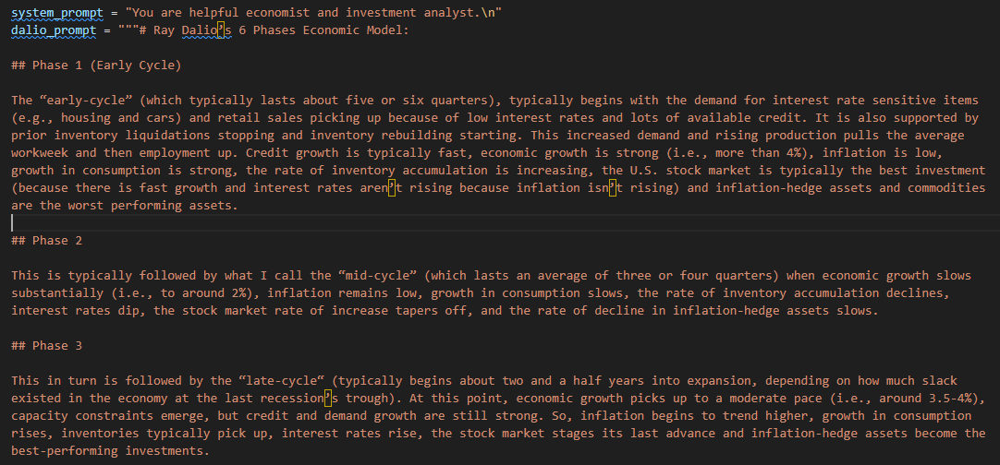 system_prompt = "You are helpful economist and investment analyst.\n"
dalio_prompt = """# Ray Dalio’s 6 Phases Economic Model:
## Phase 1 (Early Cycle)
The “early-cycle” (which typically lasts about five or six quarters), typically begins with the demand for interest rate sensitive items
(e.g., housing and cars) and retail sales picking up because of low interest rates and lots of available credit. It is also supported by
prior inventory liquidations stopping and inventory rebuilding starting. This increased demand and rising production pulls the average
workweek and then employment up. Credit growth is typically fast, economic growth is strong (i.e., more than 4%), inflation is low,
growth in consumption is strong, the rate of inventory accumulation is increasing, the U.S. stock market is typically the best investment
(because there is fast growth and interest rates aren’t rising because inflation isn’t rising) and inflation-hedge assets and commodities
are the worst performing assets.
## Phase 2
This is typically followed by what I call the “mid-cycle” (which lasts an average of three or four quarters) when economic growth slows
substantially (i.e., to around 2%), inflation remains low, growth in consumption slows, the rate of inventory accumulation declines,
interest rates dip, the stock market rate of increase tapers off, and the rate of decline in inflation-hedge assets slows.
## Phase 3
This in turn is followed by the “late-cycle“ (typically begins about two and a half years into expansion, depending on how much slack
existed in the economy at the last recession’s trough). At this point, economic growth picks up to a moderate pace (i.e., around 3.5-4%),
capacity constraints emerge, but credit and demand growth are still strong. So, inflation begins to trend higher, growth in consumption
rises, inventories typically pick up, interest rates rise, the stock market stages its last advance and inflation-hedge assets become the
best-performing investments.